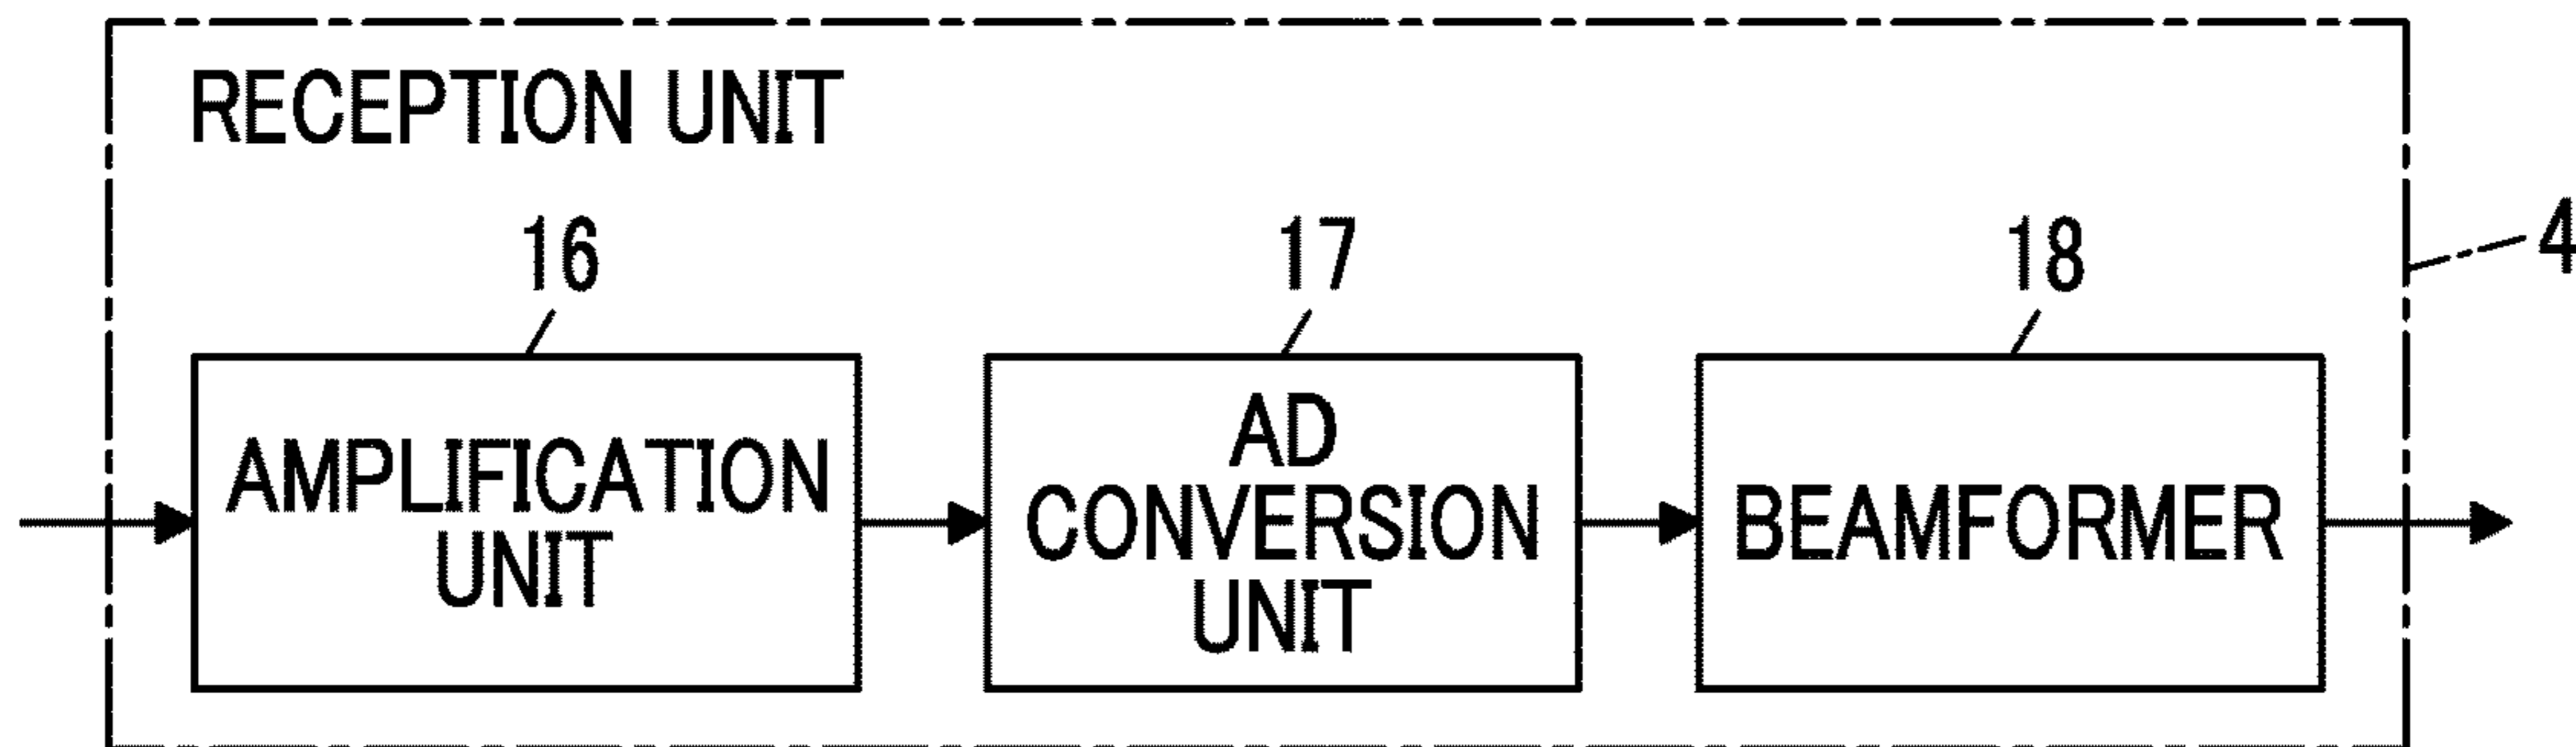 RECEPTION UNIT
16
17
18
4
AMPLIFICATION
UNIT
AD
CONVERSION
UNIT
BEAMFORMER